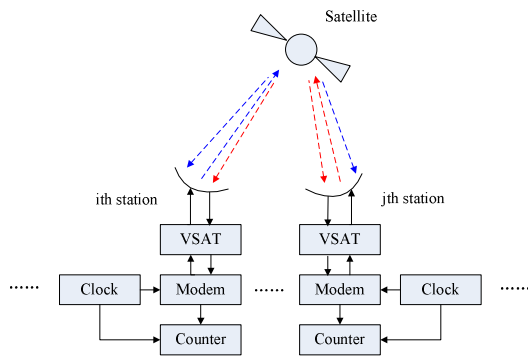 Satellite
ith station
jth station
VSAT
VSAT
......
Clock
Modem
......
Modem
Clock
......
Counter
Counter